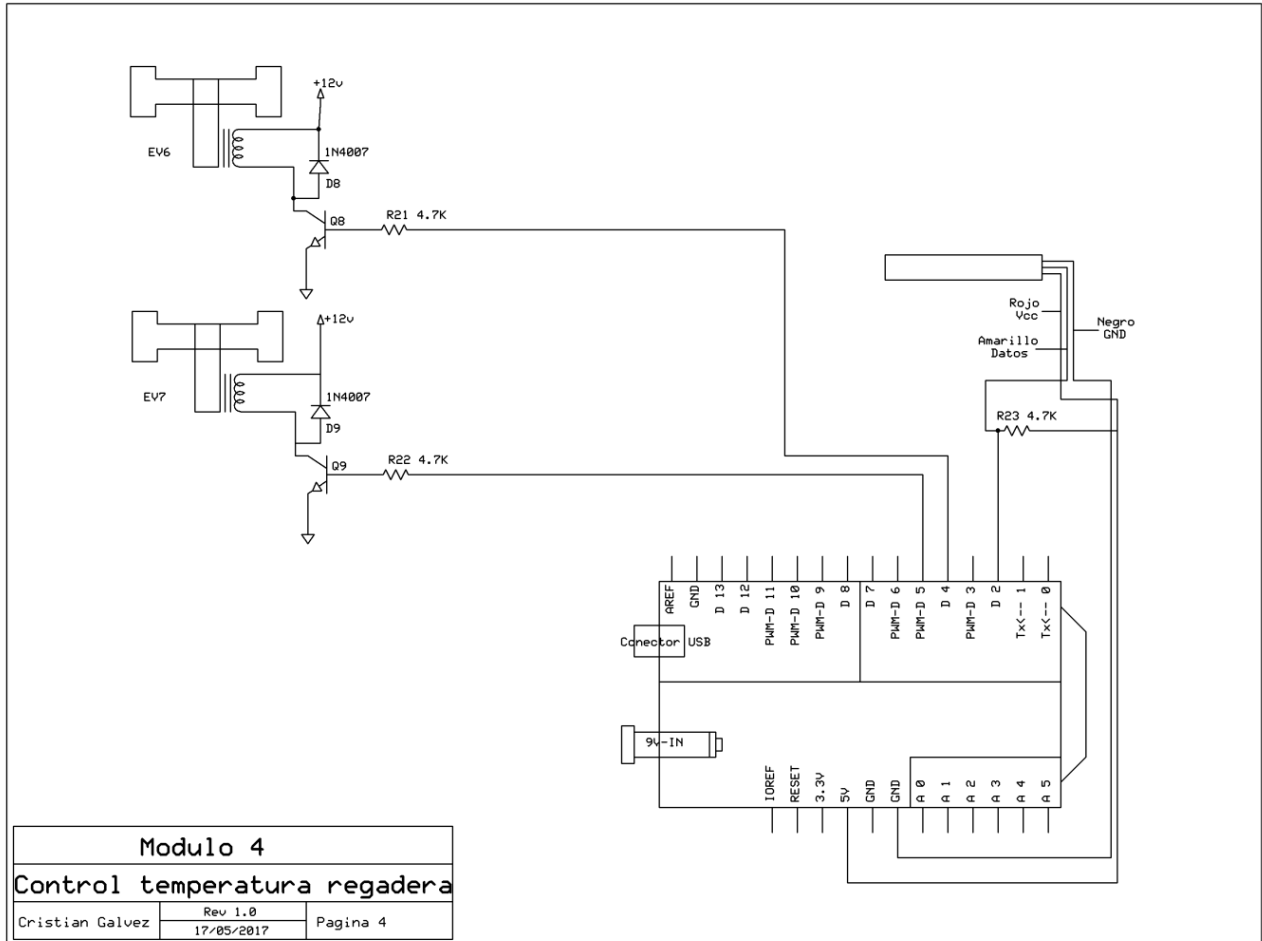 +12v
EV6
1N4007
D8
Q8
R21 4.7K
+12v
EV7
1N4007
D9
Q9
R22 4.7K
Rojo
Vcc
Negro
GND
Amarillo
Datos
R23 4.7K
AREF
GND
D 13
D 12
PWM-D 11
PWM-D 10
PWM-D 9
D 8
D 7
PWM-D 6
PWM-D 5
D 4
PWM-D 3
D 2
Tx<-- 1
Tx<-- 0
Conector USB
9V-IN
IOREF
RESET
3.3V
5V
GND
GND
A 0
A 1
A 2
A 3
A 4
A 5
Modulo 4
Control temperatura regadera
Cristian Galvez
Rev 1.0
17/05/2017
Pagina 4